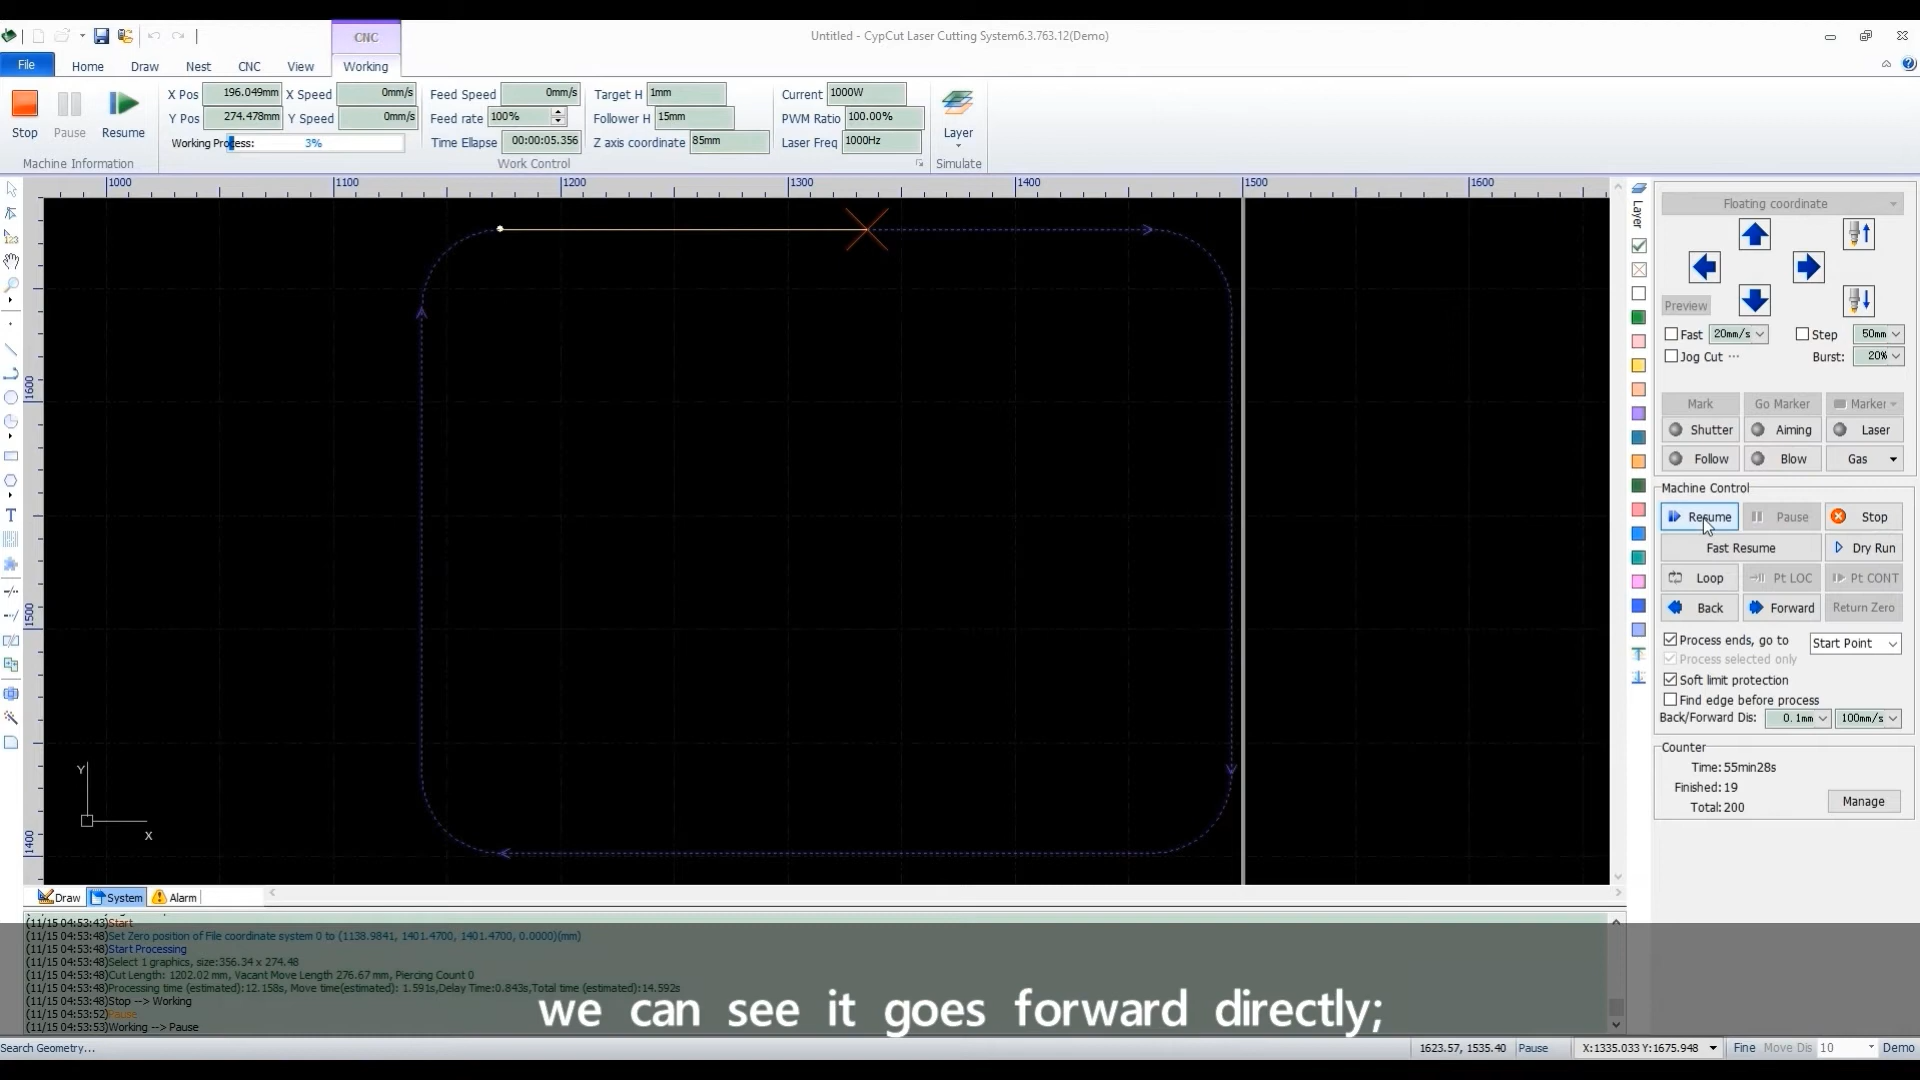 Untitled - CypCut Laser Cutting System6.3.763.12(Demo)
CNC
File Home Draw Nest CNC View Working
Stop Pause Resume
Machine Information
X Pos 196.049mm X Speed 0mm/s
Y Pos 274.478mm Y Speed 0mm/s
Working Process: 3%
Feed Speed 0mm/s
Feed rate 100%
Time Ellapse 00:00:05.356
Target H 1mm
Follower H 15mm
Z axis coordinate 85mm
Work Control
Current 1000W
PWM Ratio 100.00%
Laser Freq 1000Hz
Layer
Simulate
1000 1100 1200 1300 1400 1500 1600
1600
1500
1400
123
T
Y
X
Layer
Floating coordinate
Preview
Fast 20mm/s Step 50mm
Jog Cut ... Burst: 20%
Mark Go Marker Marker
Shutter Aiming Laser
Follow Blow Gas
Machine Control
Resume Pause Stop
Fast Resume Dry Run
Loop Pt LOC Pt CONT
Back Forward Return Zero
Process ends, go to Start Point
Process selected only
Soft limit protection
Find edge before process
Back/Forward Dis: 0.1mm 100mm/s
Counter
Time: 55min28s
Finished: 19
Total: 200
Manage
Draw System Alarm
(11/15 04:53:43)Start
(11/15 04:53:48)Set Zero position of File coordinate system 0 to (1138.9841, 1401.4700, 1401.4700, 0.0000)(mm)
(11/15 04:53:48)Start Processing
(11/15 04:53:48)Select 1 graphics, size:356.34 x 274.48
(11/15 04:53:48)Cut Length: 1202.02 mm, Vacant Move Length 276.67 mm, Piercing Count 0
(11/15 04:53:48)Processing time (estimated):12.158s, Move time(estimated): 1.591s,Delay Time:0.843s,Total time (estimated):14.592s
(11/15 04:53:48)Stop --> Working
(11/15 04:53:52)Pause
(11/15 04:53:53)Working --> Pause
we can see it goes forward directly;
Search Geometry... 1623.57, 1535.40 Pause X:1335.033 Y:1675.948 Fine Move Dis 10 Demo